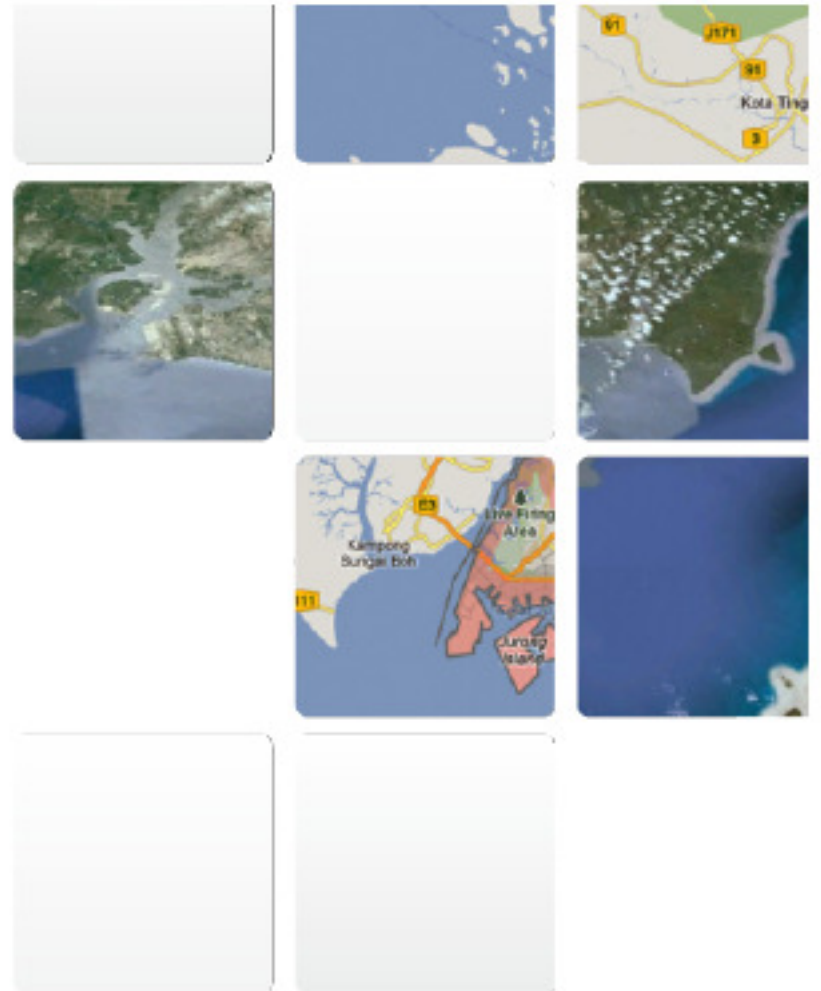 91
J171
91
Kota Ting
3
E3
Live Firing
Area
Kampong
Sungai Boh
111
Jurong
Island